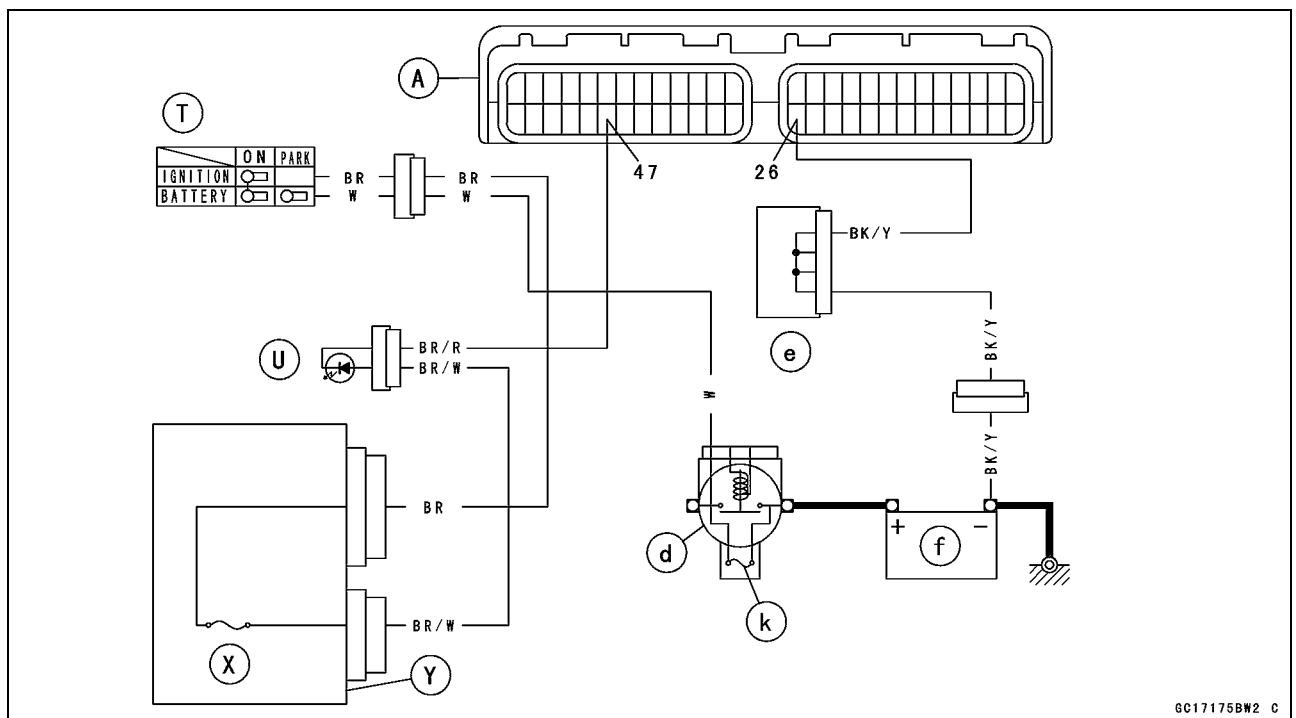 A
T
ON PARK
IGNITION
BATTERY
BR
W
BR
W
47
26
BK/Y
e
U
BR/R
BR/W
W
BK/Y
BK/Y
BR
d
+
-
f
k
BR/W
X
Y
GC17175BW2 C